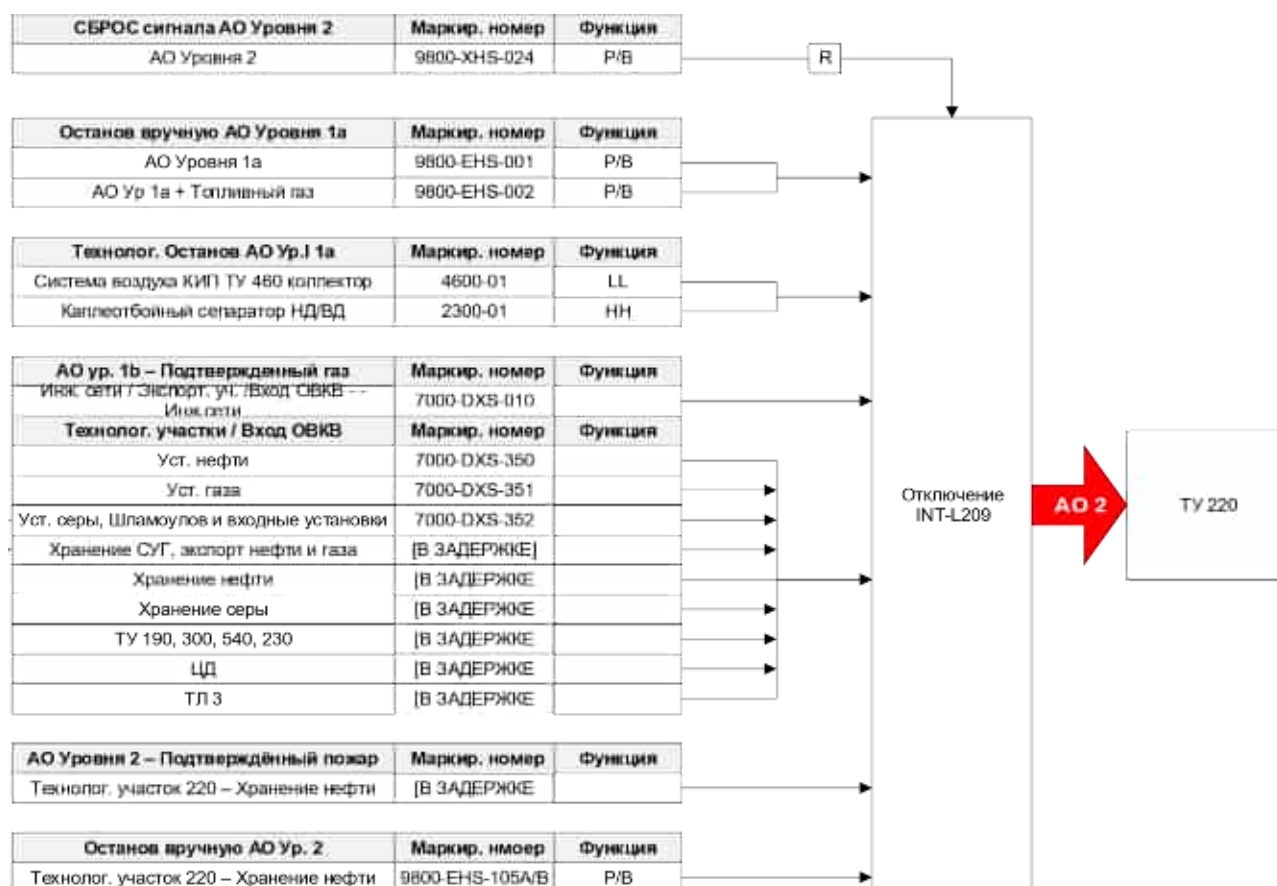 СБРОС сигнала АО Уровня 2 Маркир. номер Функция
АО Уровня 2 9800-XHS-024 P/B
R
Останов вручную АО Уровня 1а Маркир. номер Функция
АО Уровня 1а 9800-EHS-001 P/B
АО Ур 1а + Топливный газ 9800-EHS-002 P/B
Технолог. Останов АО Ур.I 1а Маркир. номер Функция
Система воздуха КИП ТУ 460 коллектор 4600-01 LL
Каплеотбойный сепаратор НД/ВД 2300-01 HH
АО ур. 1b – Подтвержденный газ Маркир. номер Функция
Инж. сети / Экспорт. уч. /Вход ОВКВ - -
Инж.сети
7000-DXS-010
Технолог. участки / Вход ОВКВ Маркир. номер Функция
Уст. нефти 7000-DXS-350
Уст. газа 7000-DXS-351
Уст. серы, Шламоулов и входные установки 7000-DXS-352
Хранение СУГ, экспорт нефти и газа [В ЗАДЕРЖКЕ]
Хранение нефти [В ЗАДЕРЖКЕ
Хранение серы [В ЗАДЕРЖКЕ
ТУ 190, 300, 540, 230 [В ЗАДЕРЖКЕ
ЦД [В ЗАДЕРЖКЕ
ТЛ 3 [В ЗАДЕРЖКЕ
Отключение
INT-L209
АО 2
ТУ 220
АО Уровня 2 – Подтверждённый пожар Маркир. номер Функция
Технолог. участок 220 – Хранение нефти [В ЗАДЕРЖКЕ
Останов вручную АО Ур. 2 Маркир. нмоер Функция
Технолог. участок 220 – Хранение нефти 9800-EHS-105A/B P/B